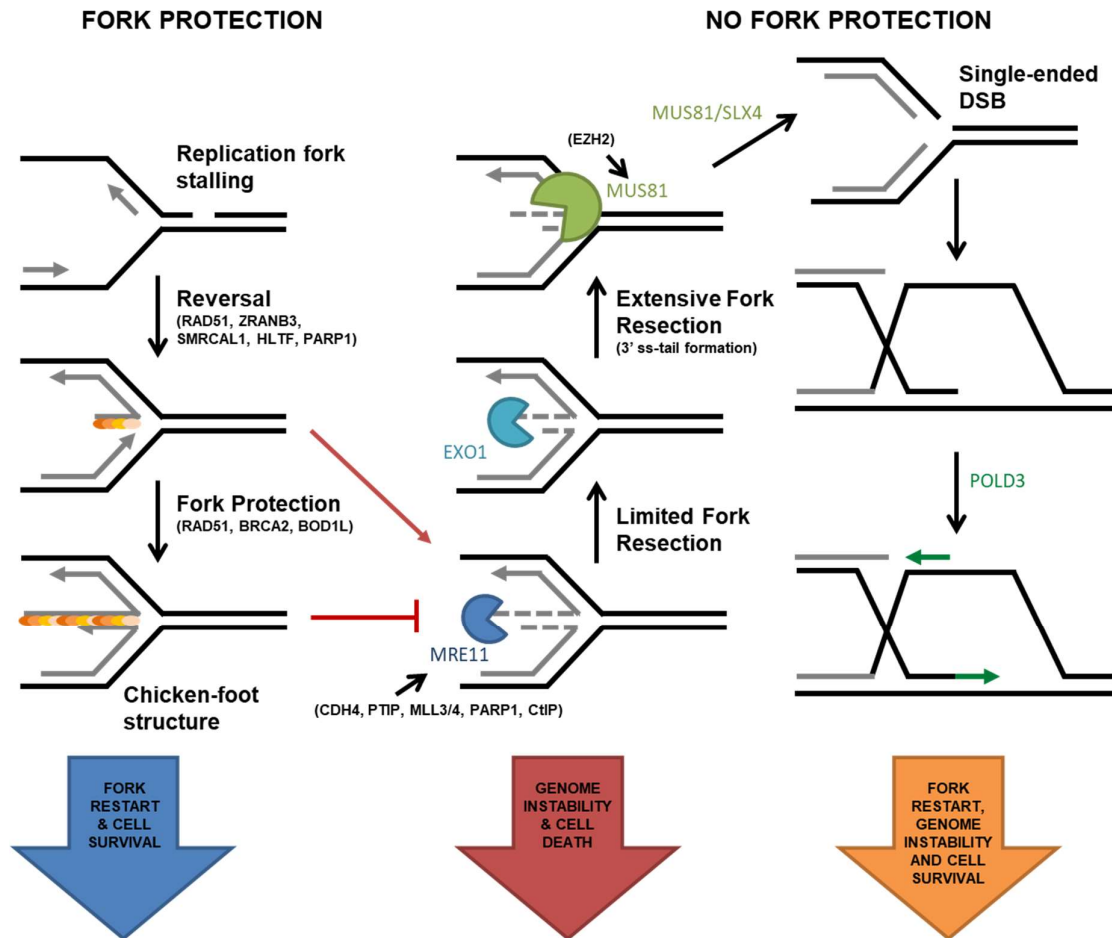 FORK PROTECTION
Replication fork
stalling
Reversal
(RAD51, ZRANB3,
SMRCAL1, HLTF, PARP1)
Fork Protection
(RAD51, BRCA2, BOD1L)
Chicken-foot
structure
FORK
RESTART
& CELL
SURVIVAL
NO FORK PROTECTION
(EZH2)
MUS81
MUS81/SLX4
Extensive Fork
Resection
(3' ss-tail formation)
EXO1
Limited Fork
Resection
MRE11
(CDH4, PTIP, MLL3/4, PARP1, CtIP)
GENOME
INSTABILITY
& CELL
DEATH
Single-ended
DSB
POLD3
FORK
RESTART,
GENOME
INSTABILITY
AND CELL
SURVIVAL